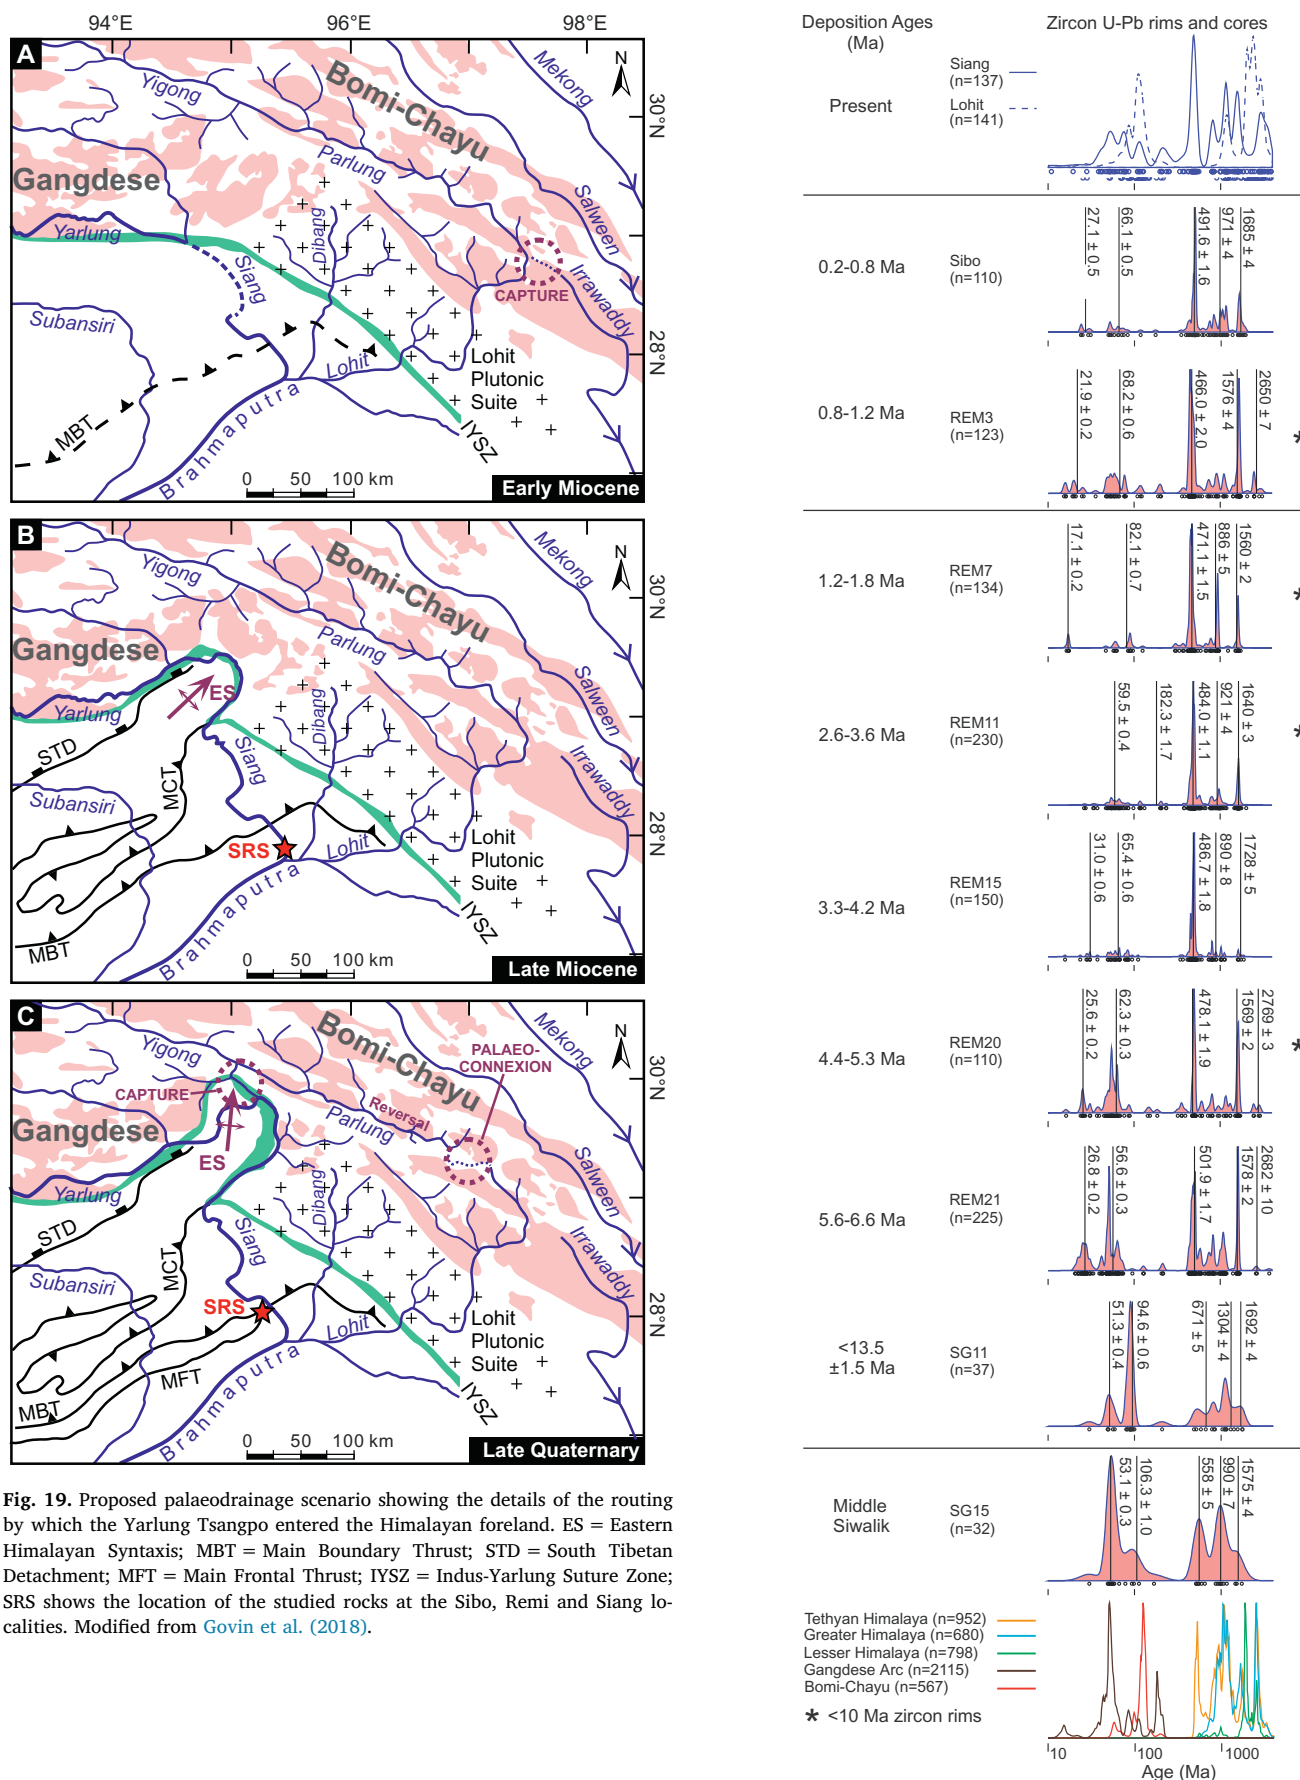 94°E 96°E 98°E
A
N
Yigong
Bomi-Chayu
Mekong
30°N
Parlung
Gangdese
Salween
Yarlung
Dibang
Siang
CAPTURE
Irrawaddy
Subansiri
28°N
Lohit
Lohit
Plutonic
Suite
MBT
Brahmaputra
IYSZ
0 50 100 km
Early Miocene
B
N
Yigong
Bomi-Chayu
Mekong
30°N
Parlung
Gangdese
ES
Salween
Yarlung
Dibang
STD
Siang
Irrawaddy
MCT
Subansiri
28°N
SRS
Lohit
Lohit
Plutonic
Suite
MBT
Brahmaputra
IYSZ
0 50 100 km
Late Miocene
C
N
Yigong
Bomi-Chayu
Mekong
PALAEO-
CONNEXION
30°N
CAPTURE
Reversal
Parlung
Gangdese
ES
Salween
Yarlung
Dibang
STD
Siang
Irrawaddy
MCT
Subansiri
28°N
SRS
Lohit
Lohit
Plutonic
Suite
MFT
MBT
Brahmaputra
IYSZ
0 50 100 km
Late Quaternary
Fig. 19. Proposed palaeodrainage scenario showing the details of the routing
by which the Yarlung Tsangpo entered the Himalayan foreland. ES = Eastern
Himalayan Syntaxis; MBT = Main Boundary Thrust; STD = South Tibetan
Detachment; MFT = Main Frontal Thrust; IYSZ = Indus-Yarlung Suture Zone;
SRS shows the location of the studied rocks at the Sibo, Remi and Siang lo-
calities. Modified from Govin et al. (2018).
Deposition Ages
(Ma)
Zircon U-Pb rims and cores
Present
Siang
(n=137)
Lohit
(n=141)
0.2-0.8 Ma
Sibo
(n=110)
27.1 ± 0.5
66.1 ± 0.5
491.6 ± 1.6
971 ± 4
1685 ± 4
0.8-1.2 Ma
REM3
(n=123)
21.9 ± 0.2
68.2 ± 0.6
466.0 ± 2.0
1576 ± 4
2650 ± 7
*
1.2-1.8 Ma
REM7
(n=134)
17.1 ± 0.2
82.1 ± 0.7
471.1 ± 1.5
886 ± 5
1560 ± 2
*
2.6-3.6 Ma
REM11
(n=230)
59.5 ± 0.4
182.3 ± 1.7
484.0 ± 1.1
921 ± 4
1640 ± 3
*
3.3-4.2 Ma
REM15
(n=150)
31.0 ± 0.6
65.4 ± 0.6
486.7 ± 1.8
890 ± 8
1728 ± 5
4.4-5.3 Ma
REM20
(n=110)
25.6 ± 0.2
62.3 ± 0.3
478.1 ± 1.9
1569 ± 2
2769 ± 3
*
5.6-6.6 Ma
REM21
(n=225)
26.8 ± 0.2
56.6 ± 0.3
501.9 ± 1.7
1578 ± 2
2682 ± 10
<13.5
±1.5 Ma
SG11
(n=37)
51.3 ± 0.4
94.6 ± 0.6
671 ± 5
1304 ± 4
1692 ± 4
Middle
Siwalik
SG15
(n=32)
53.1 ± 0.3
106.3 ± 1.0
558 ± 5
990 ± 7
1575 ± 4
Tethyan Himalaya (n=952)
Greater Himalaya (n=680)
Lesser Himalaya (n=798)
Gangdese Arc (n=2115)
Bomi-Chayu (n=567)
* <10 Ma zircon rims
10 100 1000
Age (Ma)